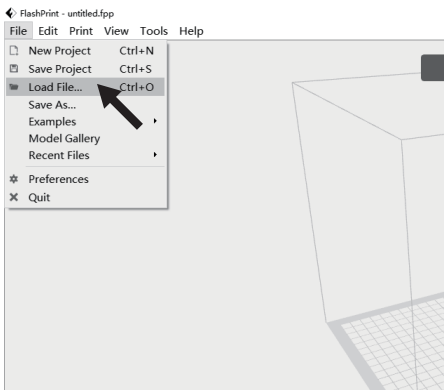 FlashPrint - untitled.fpp
File Edit Print View Tools Help
New Project Ctrl+N
Save Project Ctrl+S
Load File... Ctrl+O
Save As...
Examples
Model Gallery
Recent Files
Preferences
Quit